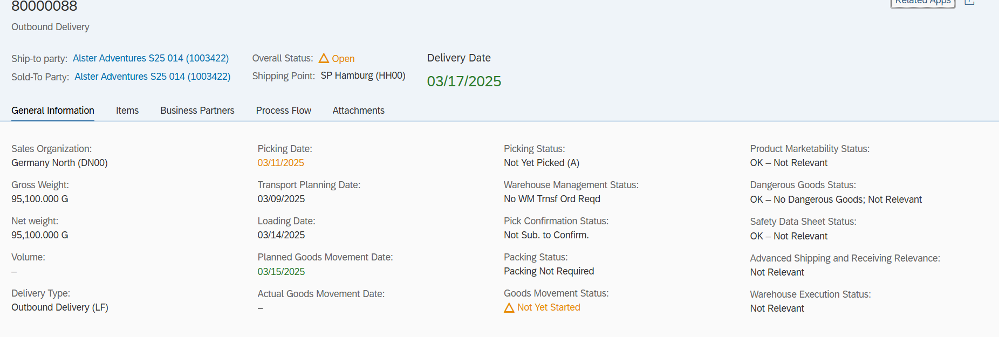 80000088
Related Apps
Outbound Delivery
Ship-to party: Alster Adventures S25 014 (1003422)
Sold-To Party: Alster Adventures S25 014 (1003422)
Overall Status: Open
Shipping Point: SP Hamburg (HH00)
Delivery Date
03/17/2025
General Information Items Business Partners Process Flow Attachments
Sales Organization:
Germany North (DN00)
Gross Weight:
95,100.000 G
Net weight:
95,100.000 G
Volume:
–
Delivery Type:
Outbound Delivery (LF)
Picking Date:
03/11/2025
Transport Planning Date:
03/09/2025
Loading Date:
03/14/2025
Planned Goods Movement Date:
03/15/2025
Actual Goods Movement Date:
–
Picking Status:
Not Yet Picked (A)
Warehouse Management Status:
No WM Trnsf Ord Reqd
Pick Confirmation Status:
Not Sub. to Confirm.
Packing Status:
Packing Not Required
Goods Movement Status:
Not Yet Started
Product Marketability Status:
OK – Not Relevant
Dangerous Goods Status:
OK – No Dangerous Goods; Not Relevant
Safety Data Sheet Status:
OK – Not Relevant
Advanced Shipping and Receiving Relevance:
Not Relevant
Warehouse Execution Status:
Not Relevant